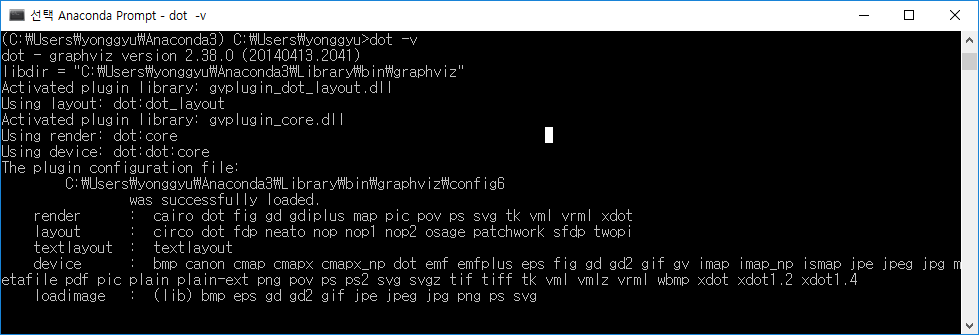 선택 Anaconda Prompt - dot  -v
(C:₩Users₩yonggyu₩Anaconda3) C:₩Users₩yonggyu>dot -v
dot - graphviz version 2.38.0 (20140413.2041)
libdir = "C:₩Users₩yonggyu₩Anaconda3₩Library₩bin₩graphviz"
Activated plugin library: gvplugin_dot_layout.dll
Using layout: dot:dot_layout
Activated plugin library: gvplugin_core.dll
Using render: dot:core
Using device: dot:dot:core
The plugin configuration file:
        C:₩Users₩yonggyu₩Anaconda3₩Library₩bin₩graphviz₩config6
                was successfully loaded.
    render      :  cairo dot fig gd gdiplus map pic pov ps svg tk vml vrml xdot
    layout      :  circo dot fdp neato nop nop1 nop2 osage patchwork sfdp twopi
    textlayout  :  textlayout
    device      :  bmp canon cmap cmapx cmapx_np dot emf emfplus eps fig gd gd2 gif gv imap imap_np ismap jpe jpeg jpg m
etafile pdf pic plain plain-ext png pov ps ps2 svg svgz tif tiff tk vml vmlz vrml wbmp xdot xdot1.2 xdot1.4
    loadimage   :  (lib) bmp eps gd gd2 gif jpe jpeg jpg png ps svg